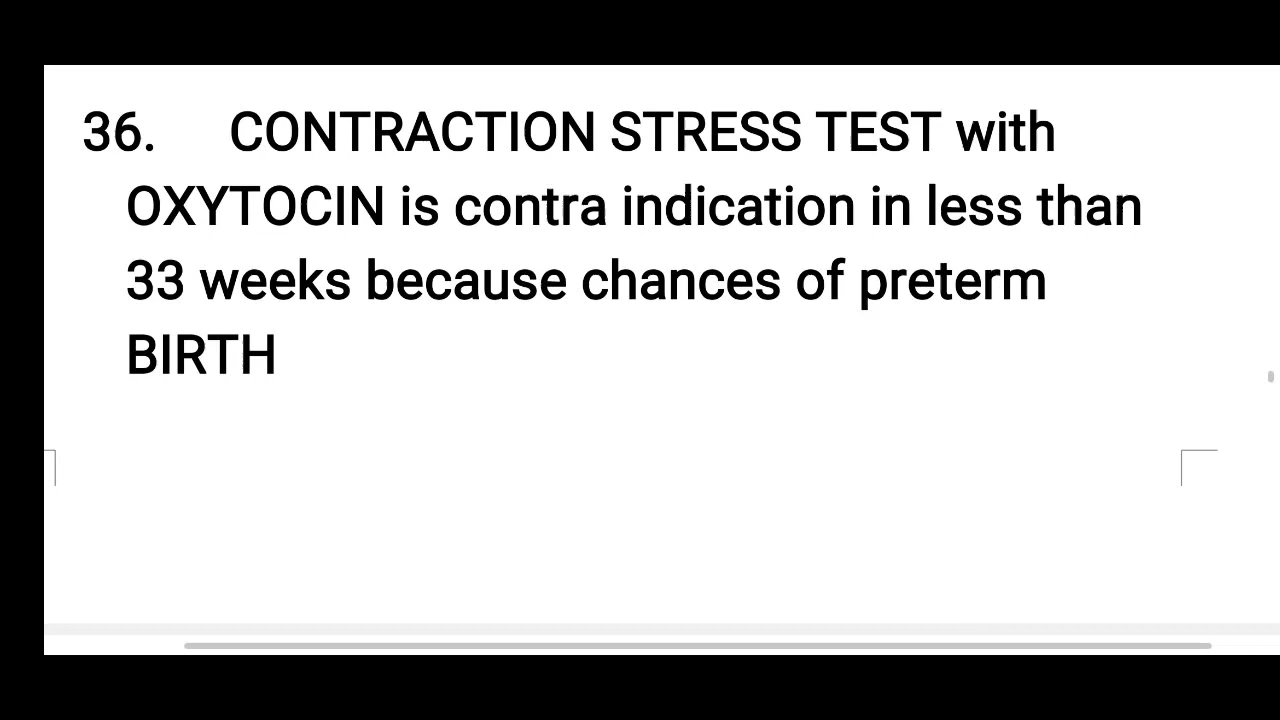 36. CONTRACTION STRESS TEST with
OXYTOCIN is contra indication in less than
33 weeks because chances of preterm
BIRTH